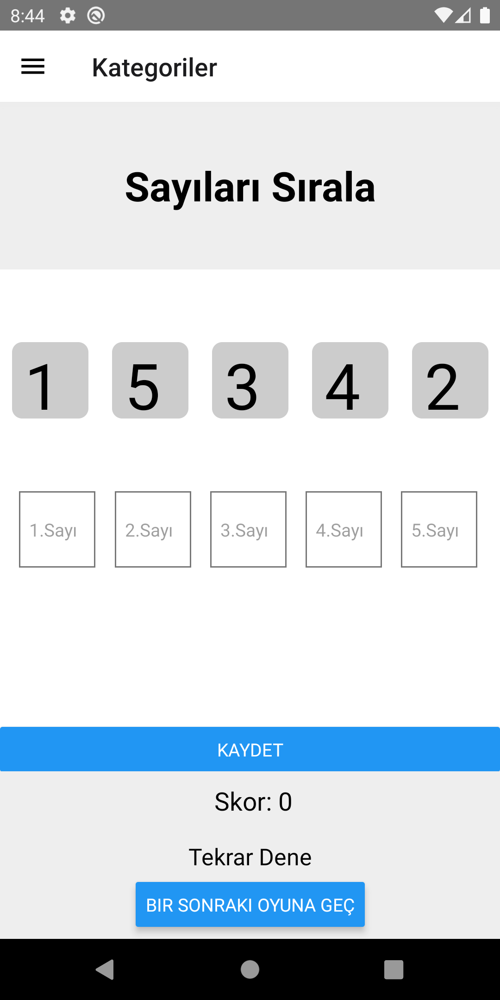 8:44
Kategoriler
Sayıları Sırala
1 5 3 4 2
1.Sayı 2.Sayı 3.Sayı 4.Sayı 5.Sayı
KAYDET
Skor: 0
Tekrar Dene
BIR SONRAKI OYUNA GEÇ